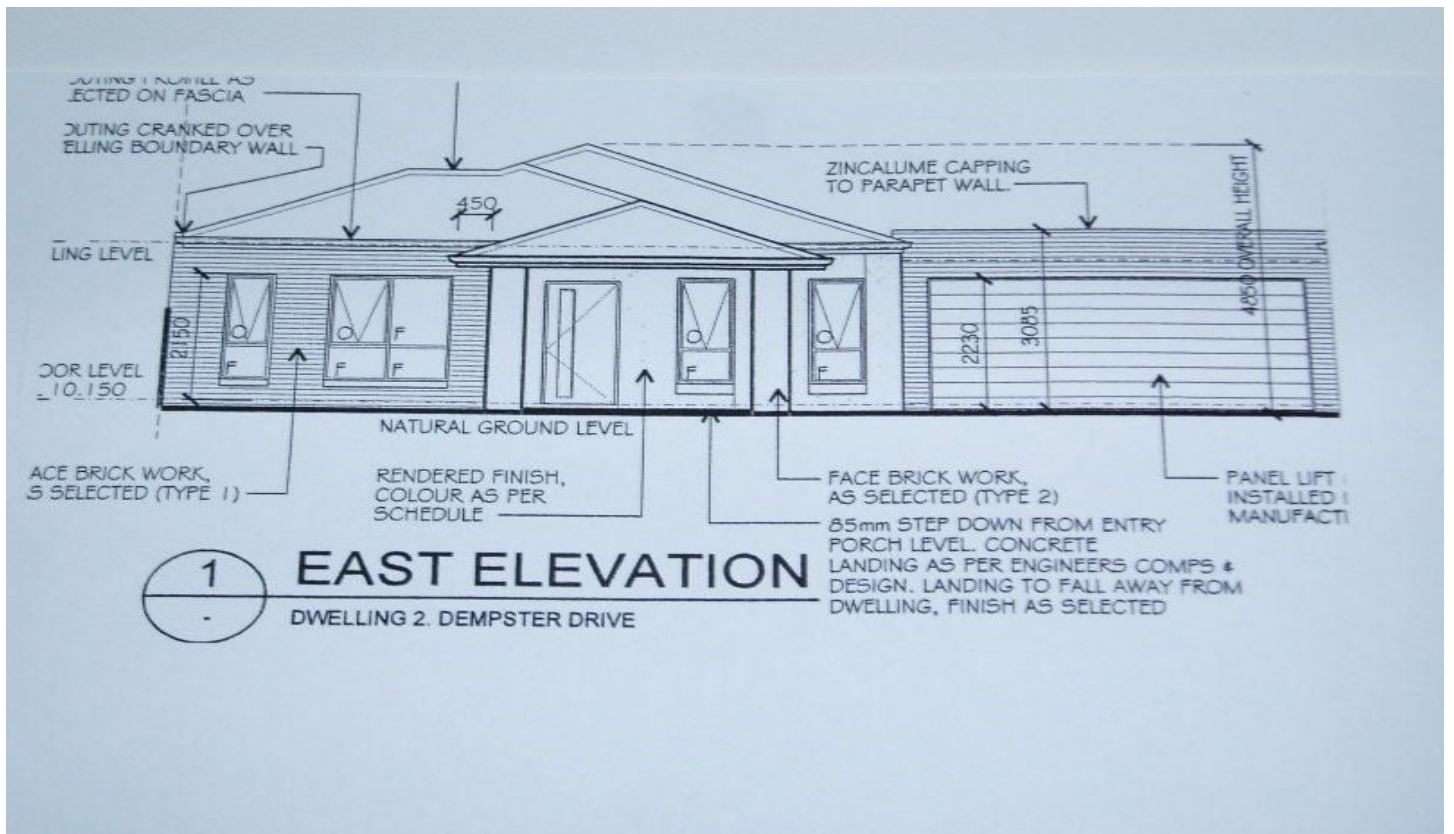 ECTED ON FASCIA
CRANKED OVER
BOUNDARY WALL
450
ZINCALUME CAPPING
TO PARAPET WALL.
4850 OVERALL HEIGHT
LING LEVEL
2150
O
F
O
F
F
F
O
F
O
F
2230
3085
OOR LEVEL
10.150
NATURAL GROUND LEVEL
ACE BRICK WORK,
S SELECTED (TYPE 1)
RENDERED FINISH,
COLOUR AS PER
SCHEDULE
FACE BRICK WORK,
AS SELECTED (TYPE 2)
85mm STEP DOWN FROM ENTRY
PORCH LEVEL. CONCRETE
LANDING AS PER ENGINEERS COMPS &
DESIGN. LANDING TO FALL AWAY FROM
DWELLING, FINISH AS SELECTED
PANEL LIFT
INSTALLED
MANUFACT
1
-
EAST ELEVATION
DWELLING 2. DEMPSTER DRIVE